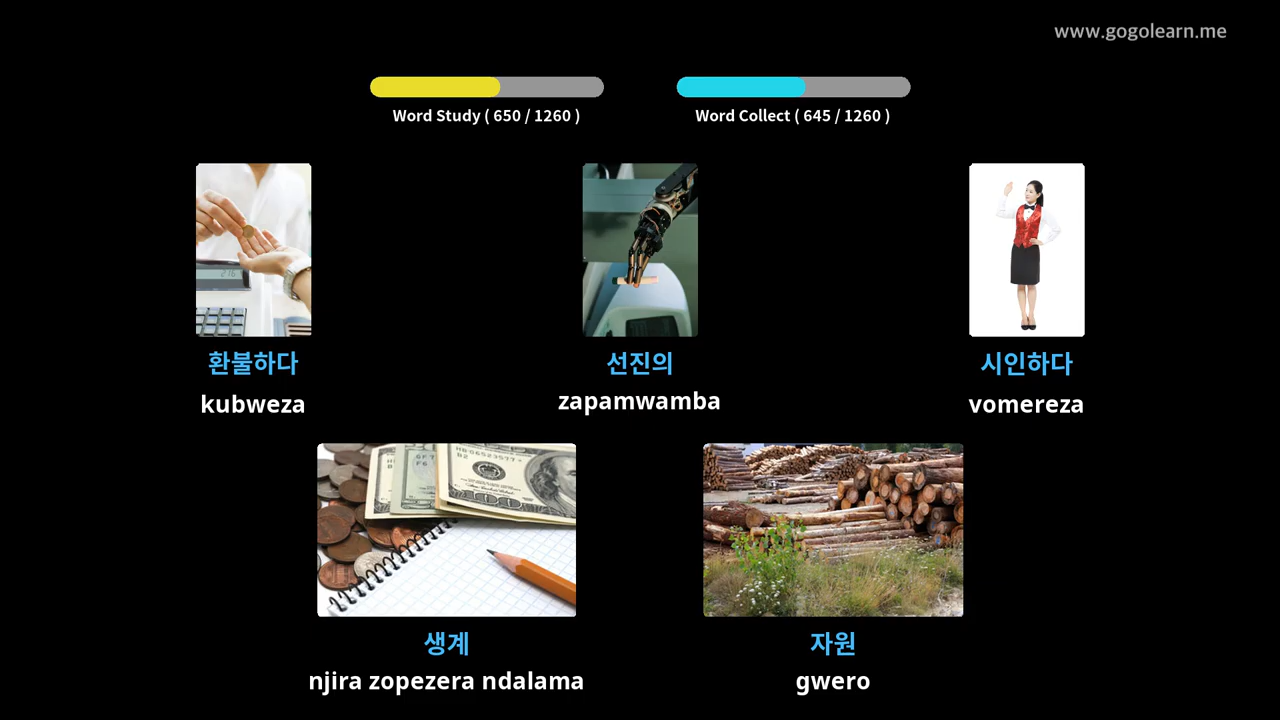 www.gogolearn.me
Word Study ( 650 / 1260 )
Word Collect ( 645 / 1260 )
환불하다
kubweza
선진의
zapamwamba
시인하다
vomereza
생계
njira zopezera ndalama
자원
gwero